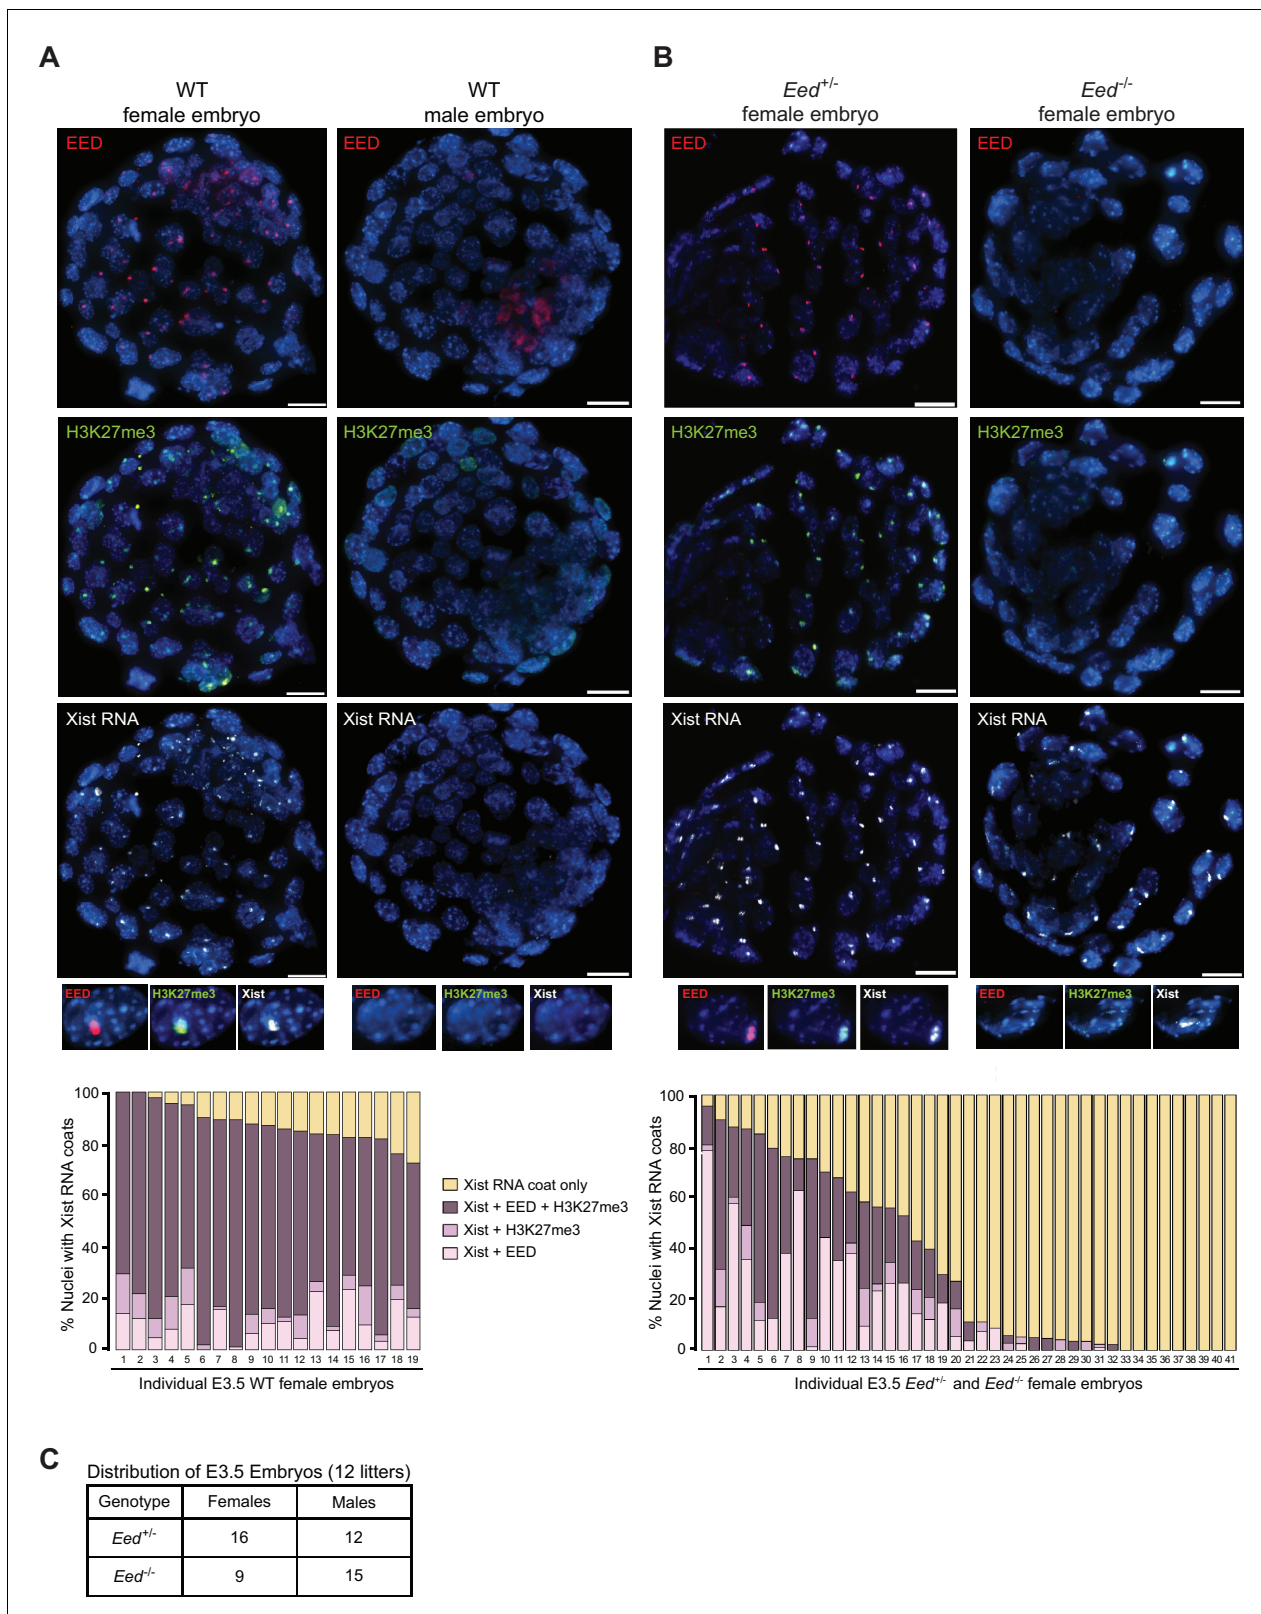 A
WT
female embryo
WT
male embryo
EED
EED
H3K27me3
H3K27me3
Xist RNA
Xist RNA
EED
H3K27me3
Xist
EED
H3K27me3
Xist
100
80
60
40
20
0
% Nuclei with Xist RNA coats
1 2 3 4 5 6 7 8 9 10 11 12 13 14 15 16 17 18 19
Individual E3.5 WT female embryos
Xist RNA coat only
Xist + EED + H3K27me3
Xist + H3K27me3
Xist + EED
B
Eed+/-
female embryo
Eed-/-
female embryo
EED
EED
H3K27me3
H3K27me3
Xist RNA
Xist RNA
EED
H3K27me3
Xist
EED
H3K27me3
Xist
100
80
60
40
20
0
% Nuclei with Xist RNA coats
1 2 3 4 5 6 7 8 9 10 11 12 13 14 15 16 17 18 19 20 21 22 23 24 25 26 27 28 29 30 31 32 33 34 35 36 37 38 39 40 41
Individual E3.5 Eed+/- and Eed-/- female embryos
C
Distribution of E3.5 Embryos (12 litters)
Genotype Females Males
Eed+/- 16 12
Eed-/- 9 15